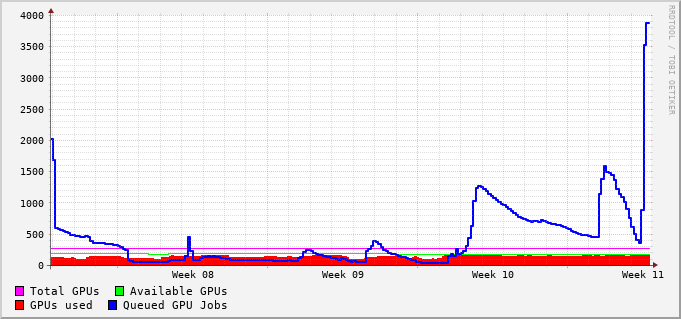 4000
3500
3000
2500
2000
1500
1000
500
0
Week 08 Week 09 Week 10 Week 11
Total GPUs Available GPUs
GPUs used Queued GPU Jobs
RRDTOOL / TOBI OETIKER